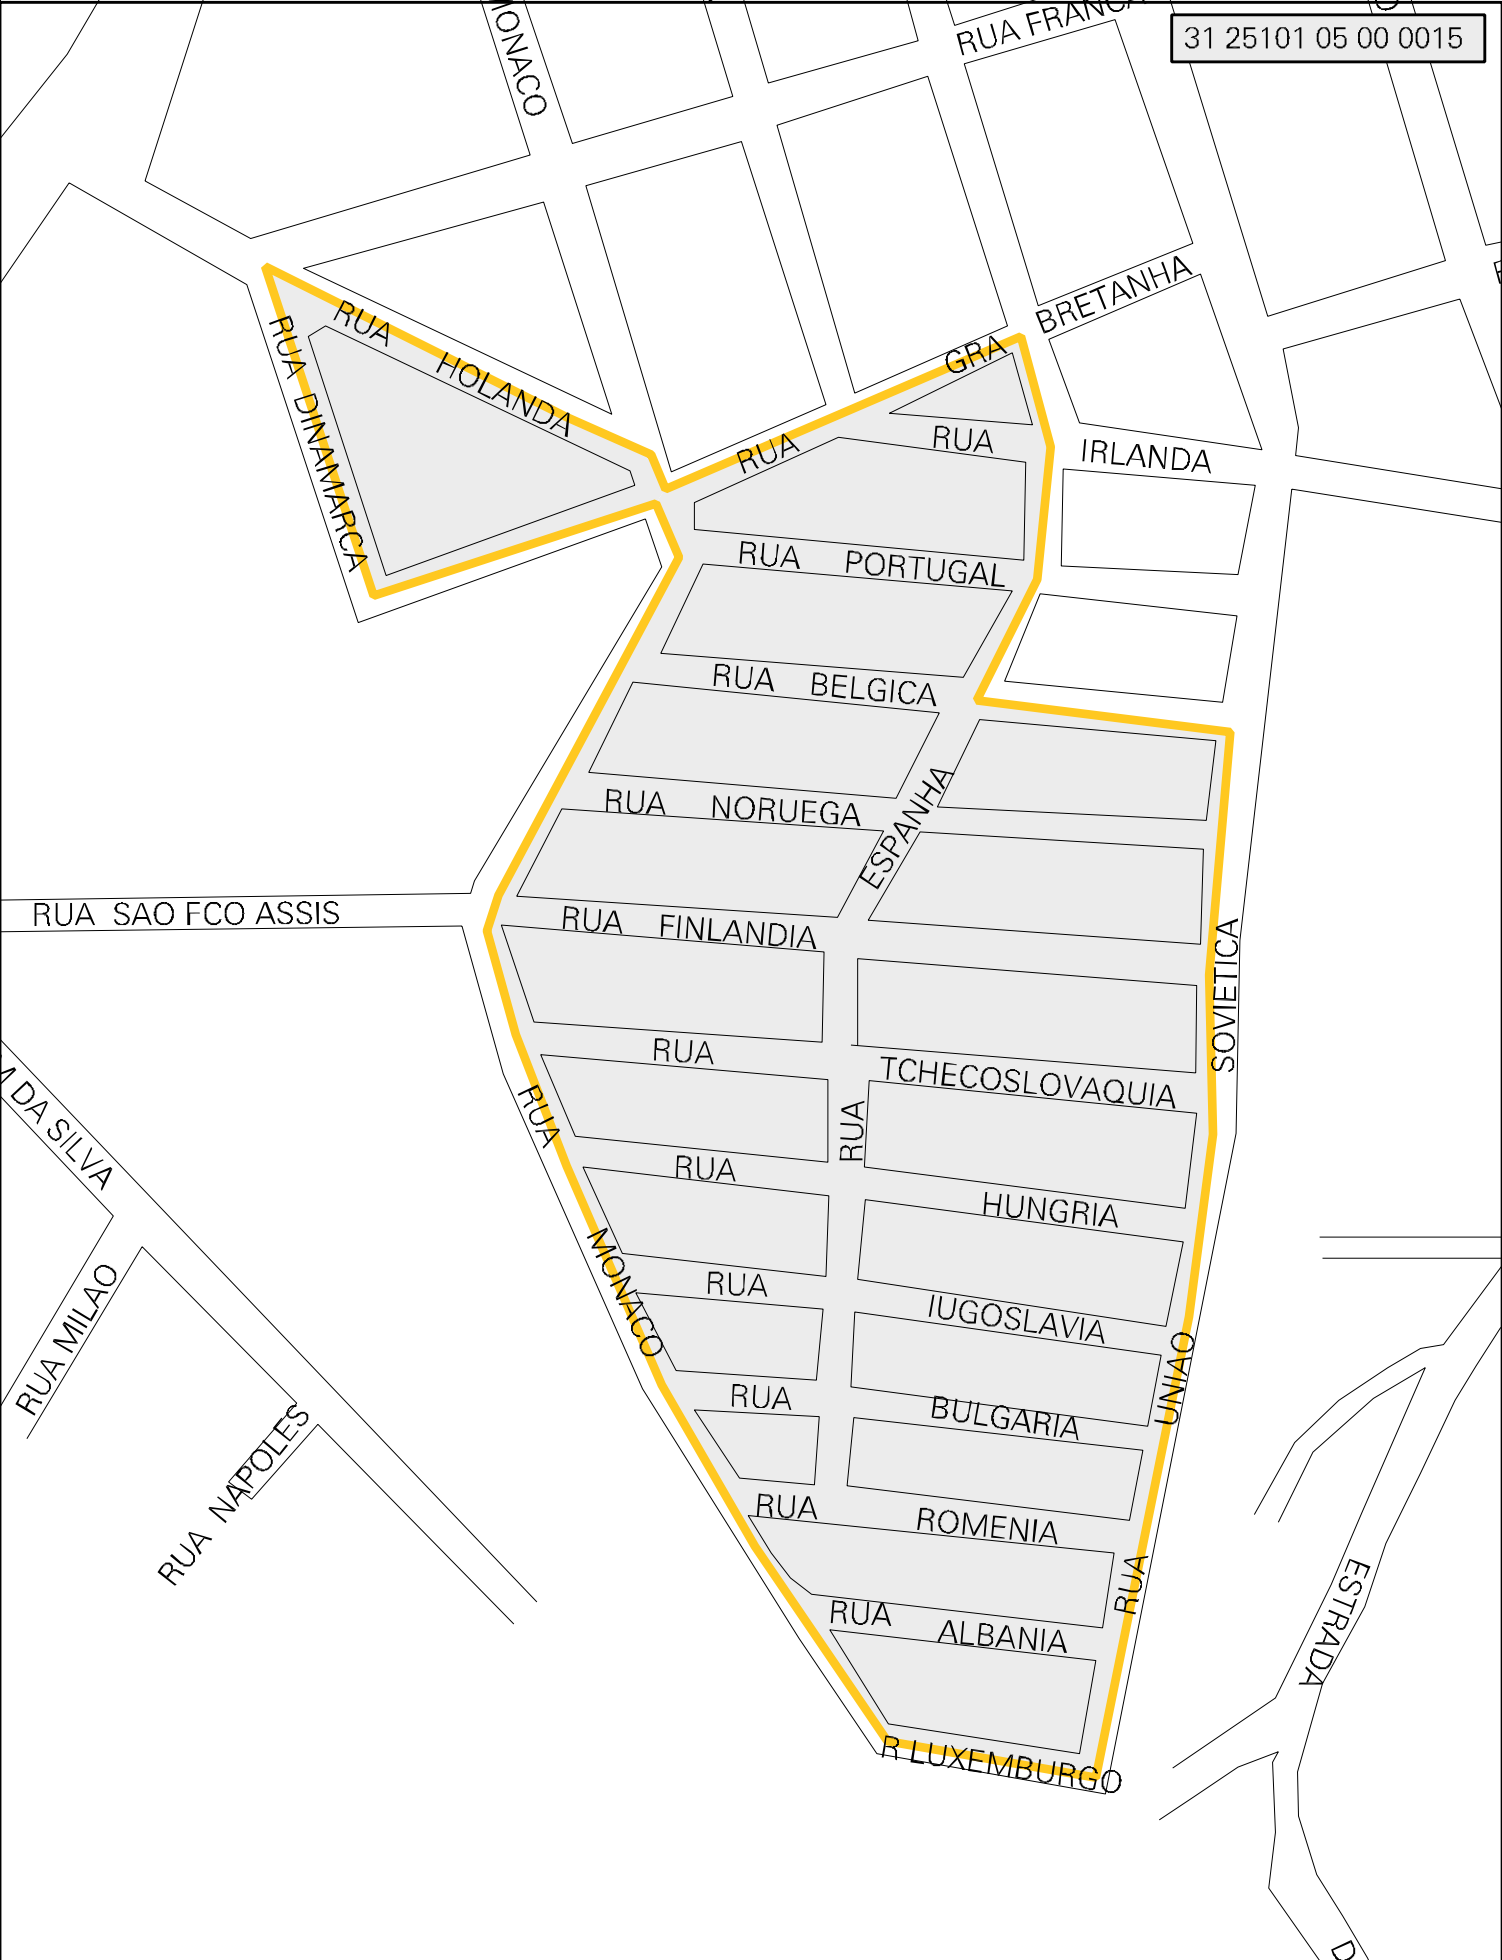 MONACO
RUA FRANCA
31 25101 05 00 0015
RUA GRA BRETANHA
RUA HOLANDA
RUA DINAMARCA
RUA IRLANDA
RUA PORTUGAL
RUA BELGICA
RUA NORUEGA
RUA ESPANHA
RUA SAO FCO ASSIS
RUA FINLANDIA
RUA UNIAO SOVIETICA
RUA TCHECOSLOVAQUIA
DA SILVA
RUA MONACO
RUA HUNGRIA
RUA MILAO
RUA IUGOSLAVIA
RUA BULGARIA
RUA NAPOLES
RUA ROMENIA
RUA ALBANIA
ESTRADA
R LUXEMBURGO